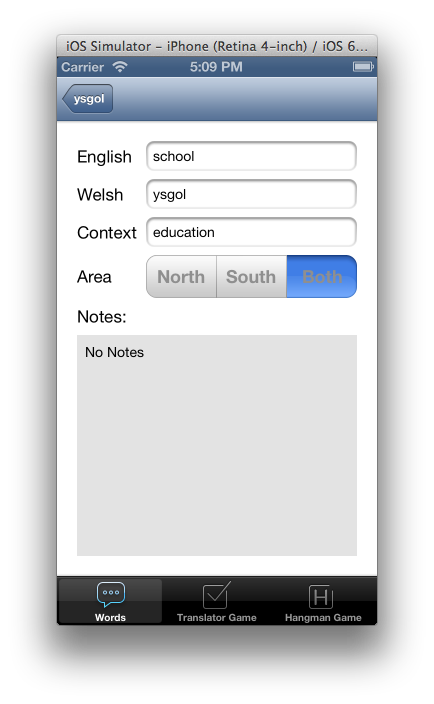 iOS Simulator – iPhone (Retina 4-inch) / iOS 6...
Carrier 5:09 PM
ysgol
English school
Welsh ysgol
Context education
Area North South Both
Notes:
No Notes
H
Words Translator Game Hangman Game